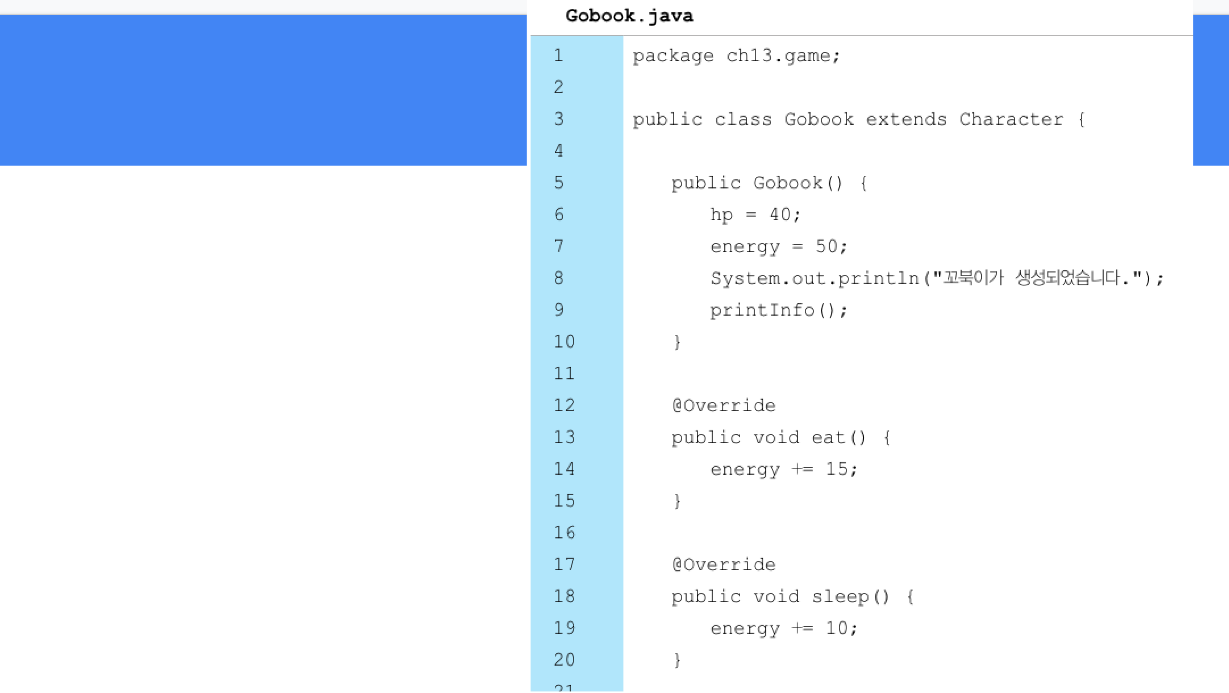 Gobook.java
1 package ch13.game;
2
3 public class Gobook extends Character {
4
5 public Gobook() {
6 hp = 40;
7 energy = 50;
8 System.out.println("꼬북이가 생성되었습니다.");
9 printInfo();
10 }
11
12 @Override
13 public void eat() {
14 energy += 15;
15 }
16
17 @Override
18 public void sleep() {
19 energy += 10;
20 }
21